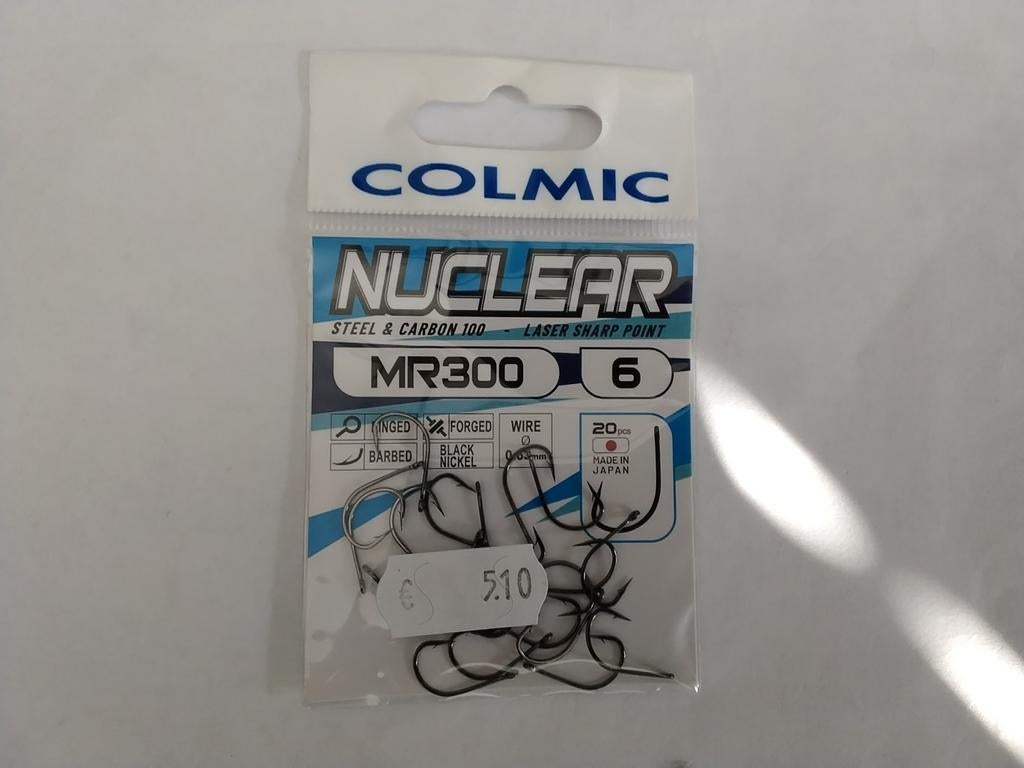 COLMIC
NUCLEAR
STEEL & CARBON 100 - LASER SHARP POINT
MR300 6
RINGED FORGED WIRE
Ø
BARBED BLACK
NICKEL
20 pcs
MADE IN
JAPAN
€ 5.10